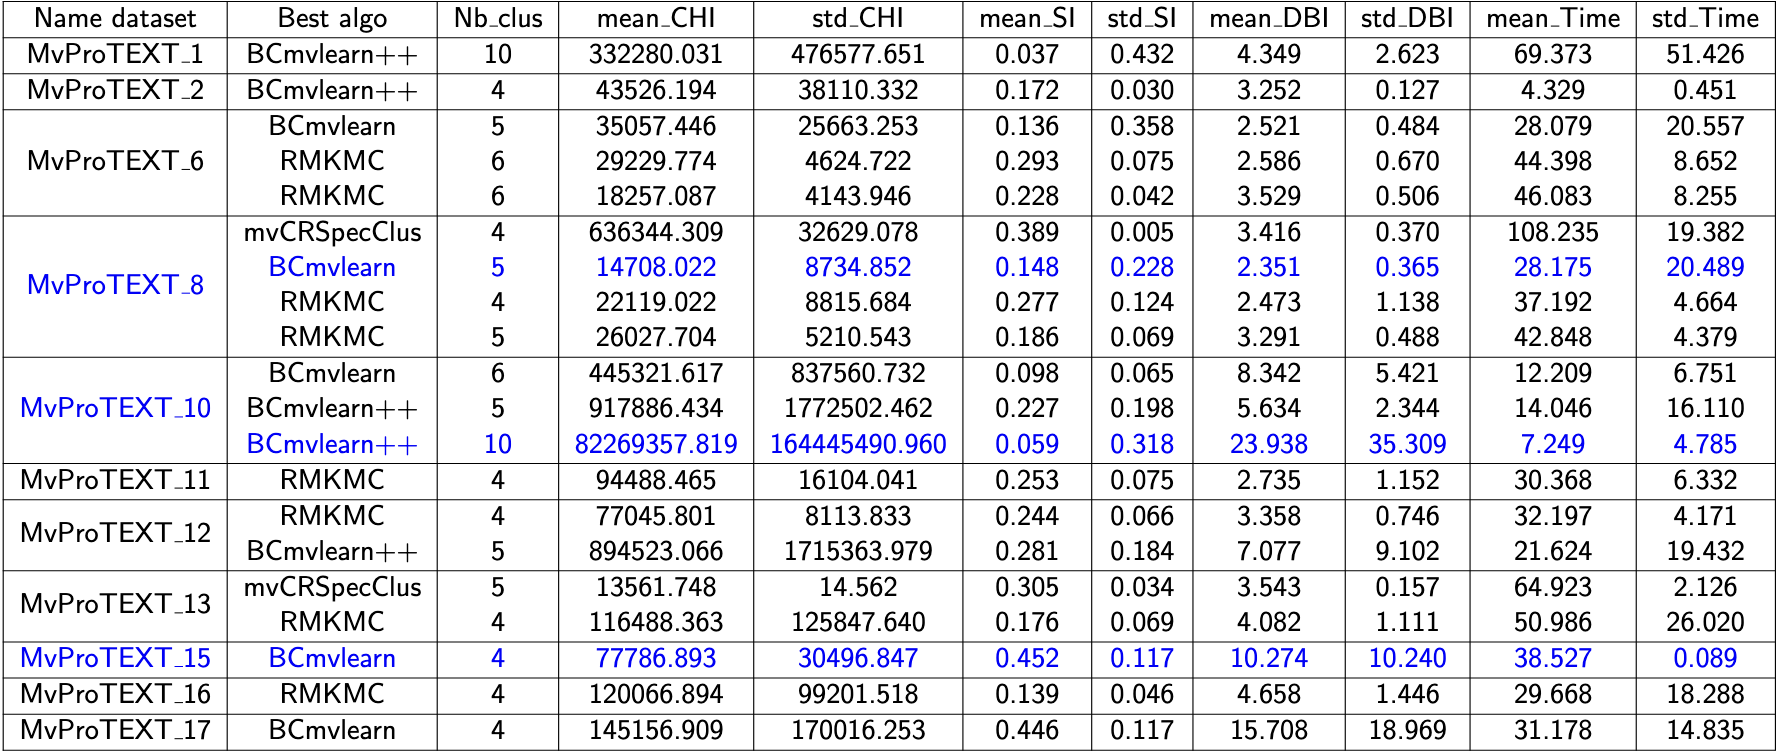 Name dataset Best algo Nb_clus mean_CHI std_CHI mean_SI std_SI mean_DBI std_DBI mean_Time std_Time
MvProTEXT_1 BCmvlearn++ 10 332280.031 476577.651 0.037 0.432 4.349 2.623 69.373 51.426
MvProTEXT_2 BCmvlearn++ 4 43526.194 38110.332 0.172 0.030 3.252 0.127 4.329 0.451
BCmvlearn 5 35057.446 25663.253 0.136 0.358 2.521 0.484 28.079 20.557
MvProTEXT_6 RMKMC 6 29229.774 4624.722 0.293 0.075 2.586 0.670 44.398 8.652
RMKMC 6 18257.087 4143.946 0.228 0.042 3.529 0.506 46.083 8.255
mvCRSpecClus 4 636344.309 32629.078 0.389 0.005 3.416 0.370 108.235 19.382
MvProTEXT_8 BCmvlearn 5 14708.022 8734.852 0.148 0.228 2.351 0.365 28.175 20.489
RMKMC 4 22119.022 8815.684 0.277 0.124 2.473 1.138 37.192 4.664
RMKMC 5 26027.704 5210.543 0.186 0.069 3.291 0.488 42.848 4.379
BCmvlearn 6 445321.617 837560.732 0.098 0.065 8.342 5.421 12.209 6.751
MvProTEXT_10 BCmvlearn++ 5 917886.434 1772502.462 0.227 0.198 5.634 2.344 14.046 16.110
BCmvlearn++ 10 82269357.819 164445490.960 0.059 0.318 23.938 35.309 7.249 4.785
MvProTEXT_11 RMKMC 4 94488.465 16104.041 0.253 0.075 2.735 1.152 30.368 6.332
MvProTEXT_12 RMKMC 4 77045.801 8113.833 0.244 0.066 3.358 0.746 32.197 4.171
BCmvlearn++ 5 894523.066 1715363.979 0.281 0.184 7.077 9.102 21.624 19.432
MvProTEXT_13 mvCRSpecClus 5 13561.748 14.562 0.305 0.034 3.543 0.157 64.923 2.126
RMKMC 4 116488.363 125847.640 0.176 0.069 4.082 1.111 50.986 26.020
MvProTEXT_15 BCmvlearn 4 77786.893 30496.847 0.452 0.117 10.274 10.240 38.527 0.089
MvProTEXT_16 RMKMC 4 120066.894 99201.518 0.139 0.046 4.658 1.446 29.668 18.288
MvProTEXT_17 BCmvlearn 4 145156.909 170016.253 0.446 0.117 15.708 18.969 31.178 14.835